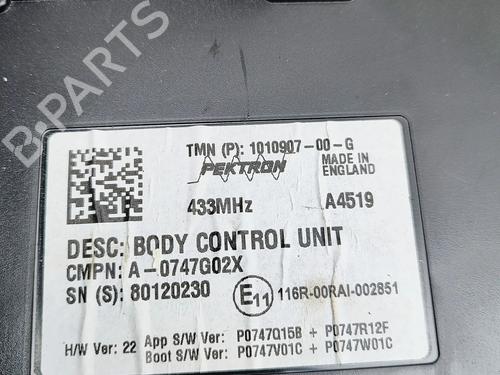 B-PARTS
TMN (P): 1010907-00-G
PEKTRON
MADE IN
ENGLAND
433MHz
A4519
DESC: BODY CONTROL UNIT
CMPN: A-0747G02X
SN (S): 80120230
E11
116R-00RAI-002851
H/W Ver: 22
App S/W Ver: P0747Q15B + P0747R12F
Boot S/W Ver: P0747V01C + P0747W01C